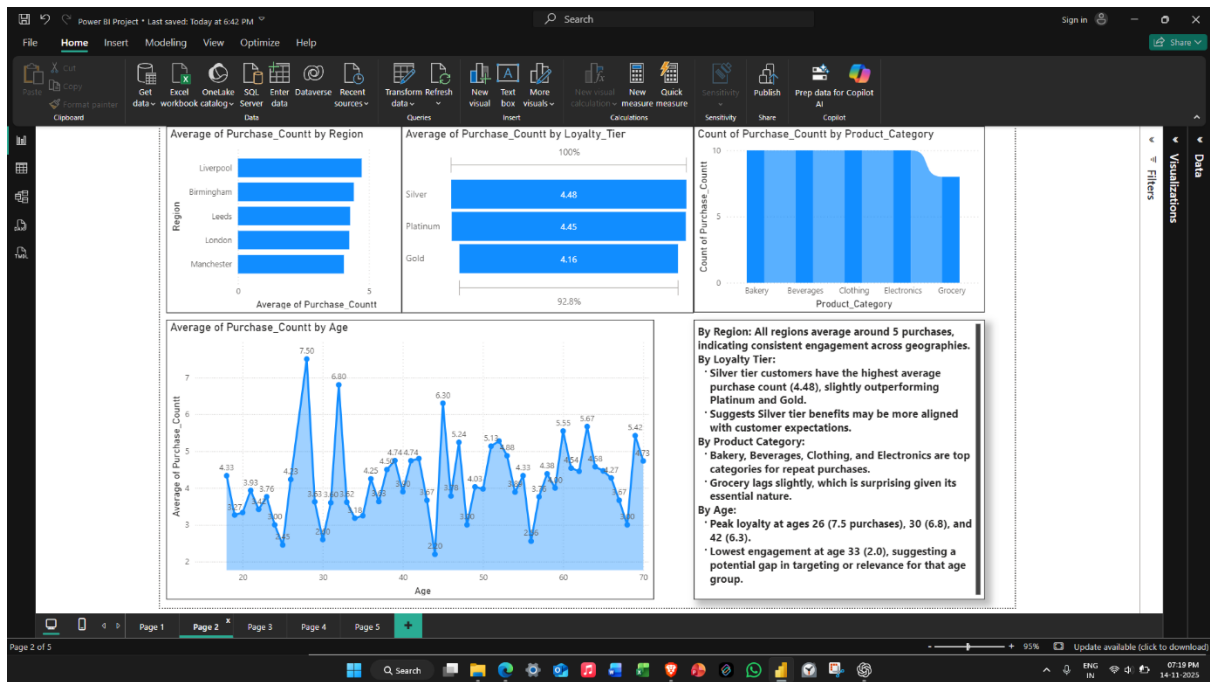 Power BI Project • Last saved: Today at 6:42 PM
Search
Sign in
File Home Insert Modeling View Optimize Help
Share
Paste
Cut
Copy
Format painter
Clipboard
Get data
Excel workbook
OneLake catalog
SQL Server
Enter data
Dataverse
Recent sources
Data
Transform data
Refresh
Queries
New visual
Text box
More visuals
Insert
New visual calculation
New measure
Quick measure
Calculations
Sensitivity
Sensitivity
Publish
Share
Prep data for AI
Copilot
Copilot
Average of Purchase_Countt by Region
Liverpool
Birmingham
Leeds
London
Manchester
Region
0 5
Average of Purchase_Countt
Average of Purchase_Countt by Loyalty_Tier
100%
Silver 4.48
Platinum 4.45
Gold 4.16
92.8%
Count of Purchase_Countt by Product_Category
10
5
0
Count of Purchase_Countt
Bakery Beverages Clothing Electronics Grocery
Product_Category
Filters
Visualizations
Data
Average of Purchase_Countt by Age
Average of Purchase_Countt
7
6
5
4
3
2
4.33
3.93
3.76
3.00
4.23
7.50
6.80
3.62
3.18
4.25
4.74
4.74
3.67
6.30
5.24
4.03
5.13
4.88
4.33
4.38
5.55
5.67
4.27
3.67
5.42
4.73
20 30 40 50 60 70
Age
By Region: All regions average around 5 purchases,
indicating consistent engagement across geographies.
By Loyalty Tier:
· Silver tier customers have the highest average
purchase count (4.48), slightly outperforming
Platinum and Gold.
· Suggests Silver tier benefits may be more aligned
with customer expectations.
By Product Category:
· Bakery, Beverages, Clothing, and Electronics are top
categories for repeat purchases.
· Grocery lags slightly, which is surprising given its
essential nature.
By Age:
· Peak loyalty at ages 26 (7.5 purchases), 30 (6.8), and
42 (6.3).
· Lowest engagement at age 33 (2.0), suggesting a
potential gap in targeting or relevance for that age
group.
Page 1 Page 2 x Page 3 Page 4 Page 5 +
Page 2 of 5
- + 95%
Update available (click to download)
Search
ENG
IN
07:19 PM
14-11-2025